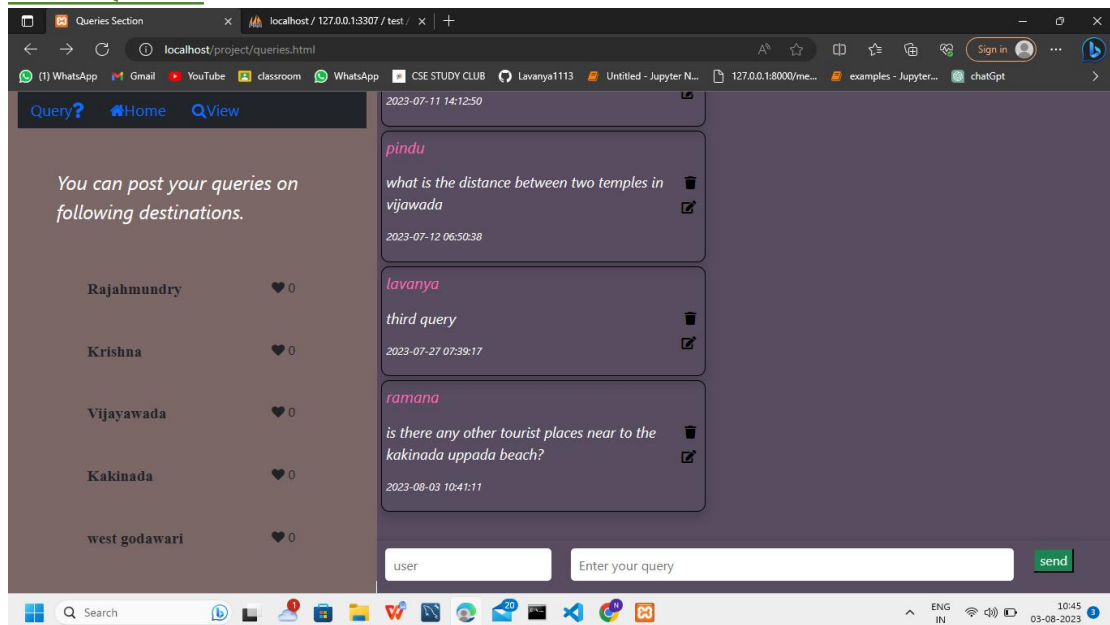 Queries Section
localhost / 127.0.0.1:3307 / test /
localhost/project/queries.html
Sign in
(1) WhatsApp
Gmail
YouTube
classroom
WhatsApp
CSE STUDY CLUB
Lavanya1113
Untitled - Jupyter N...
127.0.0.1:8000/me...
examples - Jupyter...
chatGpt
Query?
Home
View
You can post your queries on
following destinations.
Rajahmundry 0
Krishna 0
Vijayawada 0
Kakinada 0
west godawari 0
2023-07-11 14:12:50
pindu
what is the distance between two temples in
vijawada
2023-07-12 06:50:38
lavanya
third query
2023-07-27 07:39:17
ramana
is there any other tourist places near to the
kakinada uppada beach?
2023-08-03 10:41:11
user
Enter your query
send
Search
20
ENG
IN
10:45
03-08-2023
3